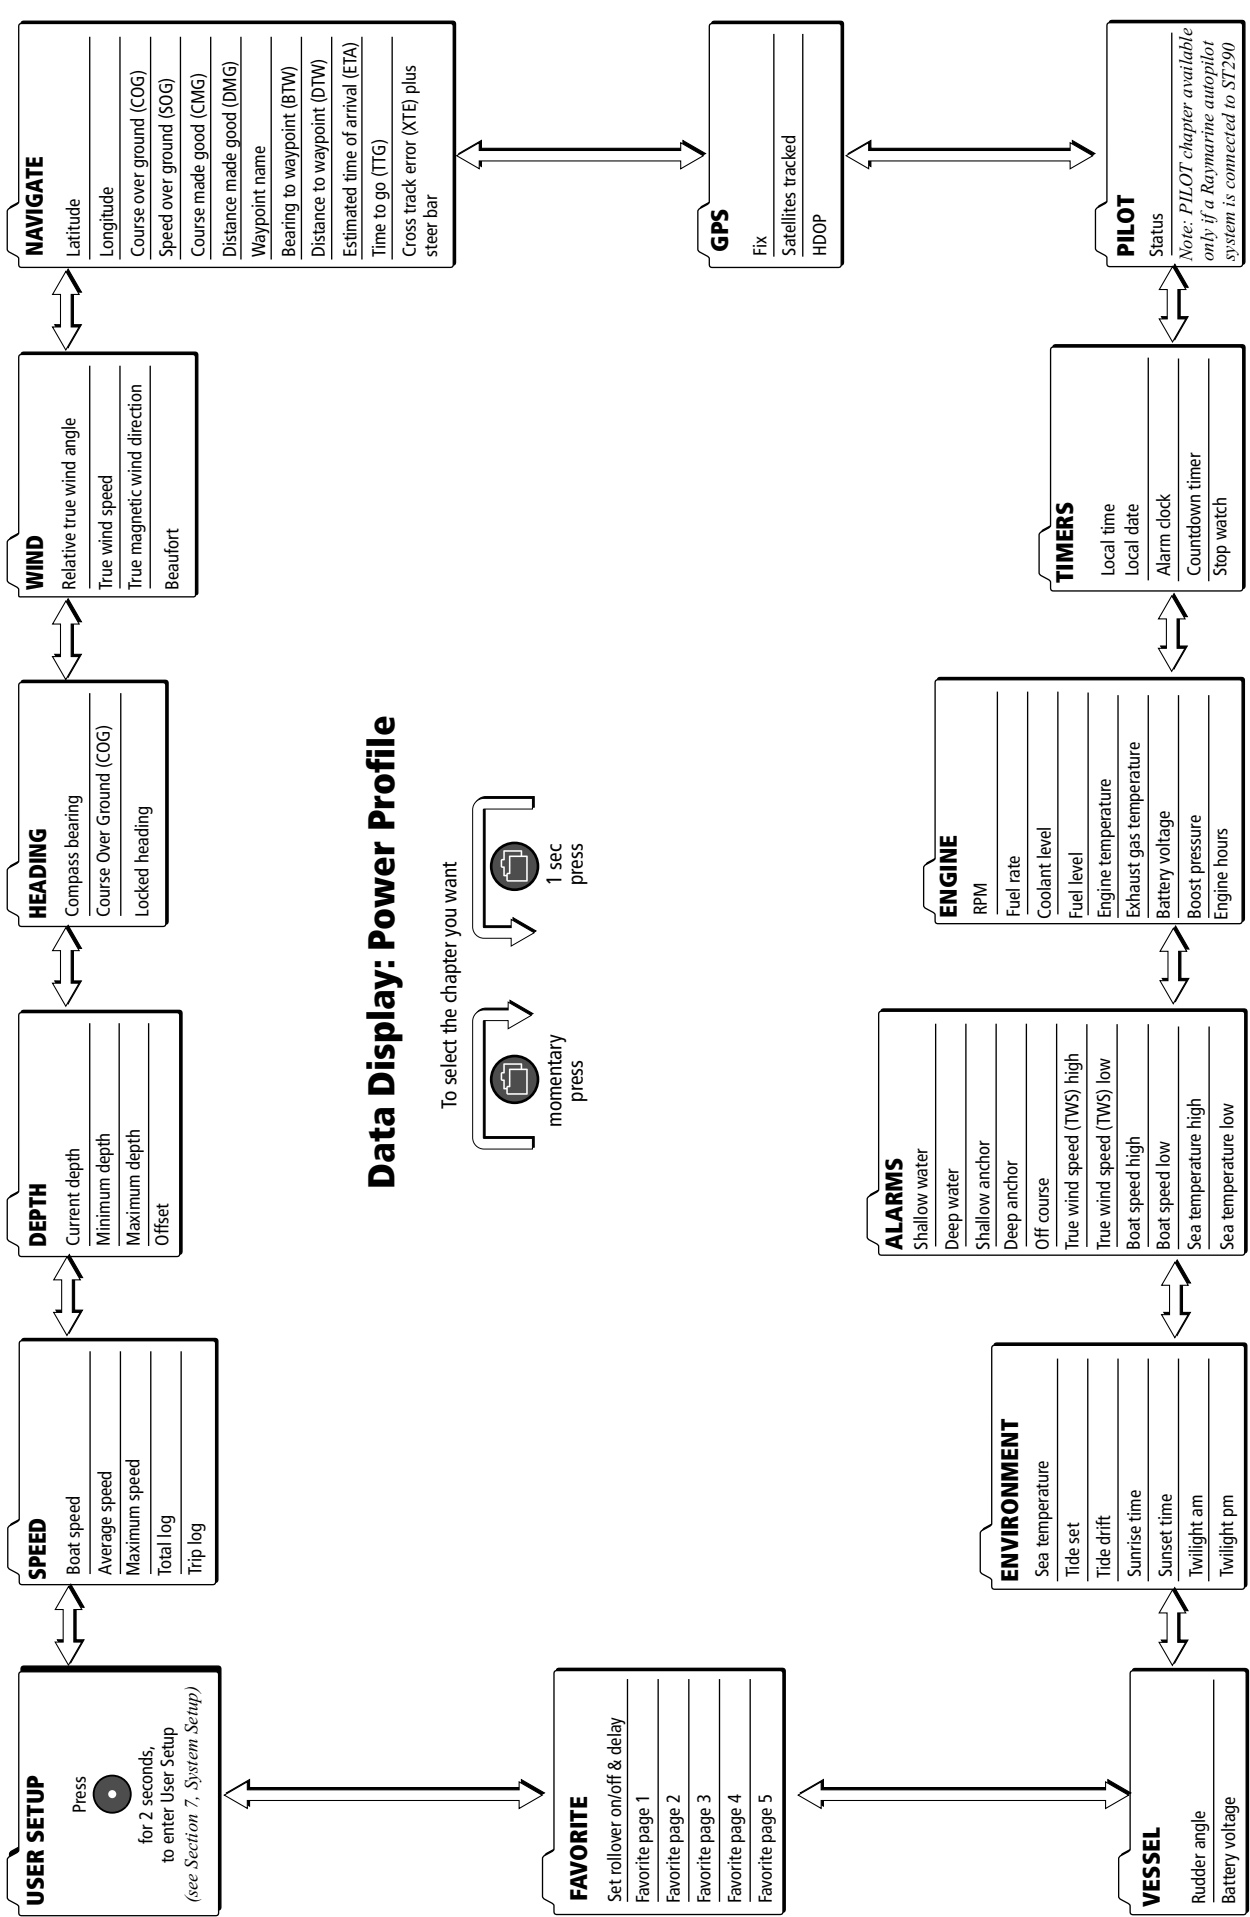 USER SETUP
Press
for 2 seconds,
to enter User Setup
(see Section 7, System Setup)
SPEED
Boat speed
Average speed
Maximum speed
Total log
Trip log
DEPTH
Current depth
Minimum depth
Maximum depth
Offset
HEADING
Compass bearing
Course Over Ground (COG)
Locked heading
WIND
Relative true wind angle
True wind speed
True magnetic wind direction
Beaufort
NAVIGATE
Latitude
Longitude
Course over ground (COG)
Speed over ground (SOG)
Course made good (CMG)
Distance made good (DMG)
Waypoint name
Bearing to waypoint (BTW)
Distance to waypoint (DTW)
Estimated time of arrival (ETA)
Time to go (TTG)
Cross track error (XTE) plus
steer bar
Data Display: Power Profile
To select the chapter you want
momentary
press
1 sec
press
FAVORITE
Set rollover on/off & delay
Favorite page 1
Favorite page 2
Favorite page 3
Favorite page 4
Favorite page 5
GPS
Fix
Satellites tracked
HDOP
VESSEL
Rudder angle
Battery voltage
ENVIRONMENT
Sea temperature
Tide set
Tide drift
Sunrise time
Sunset time
Twilight am
Twilight pm
ALARMS
Shallow water
Deep water
Shallow anchor
Deep anchor
Off course
True wind speed (TWS) high
True wind speed (TWS) low
Boat speed high
Boat speed low
Sea temperature high
Sea temperature low
ENGINE
RPM
Fuel rate
Coolant level
Fuel level
Engine temperature
Exhaust gas temperature
Battery voltage
Boost pressure
Engine hours
TIMERS
Local time
Local date
Alarm clock
Countdown timer
Stop watch
PILOT
Status
Note: PILOT chapter available
only if a Raymarine autopilot
system is connected to ST290